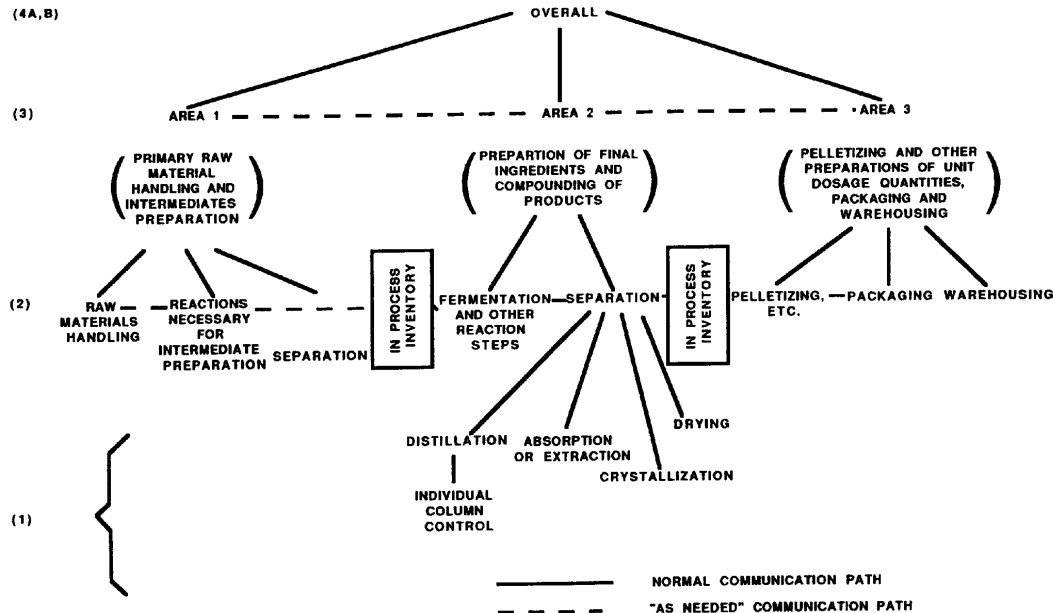 (4A,B)
OVERALL
(3)
AREA 1
AREA 2
AREA 3
PRIMARY RAW
MATERIAL
HANDLING AND
INTERMEDIATES
PREPARATION
PREPARTION OF FINAL
INGREDIENTS AND
COMPOUNDING OF
PRODUCTS
PELLETIZING AND OTHER
PREPARATIONS OF UNIT
DOSAGE QUANTITIES,
PACKAGING AND
WAREHOUSING
(2)
RAW
MATERIALS
HANDLING
REACTIONS
NECESSARY
FOR
INTERMEDIATE
PREPARATION
SEPARATION
IN PROCESS
INVENTORY
FERMENTATION
AND OTHER
REACTION
STEPS
SEPARATION
IN PROCESS
INVENTORY
PELLETIZING,
ETC.
PACKAGING
WAREHOUSING
DISTILLATION
ABSORPTION
OR EXTRACTION
DRYING
CRYSTALLIZATION
(1)
INDIVIDUAL
COLUMN
CONTROL
NORMAL COMMUNICATION PATH
"AS NEEDED" COMMUNICATION PATH